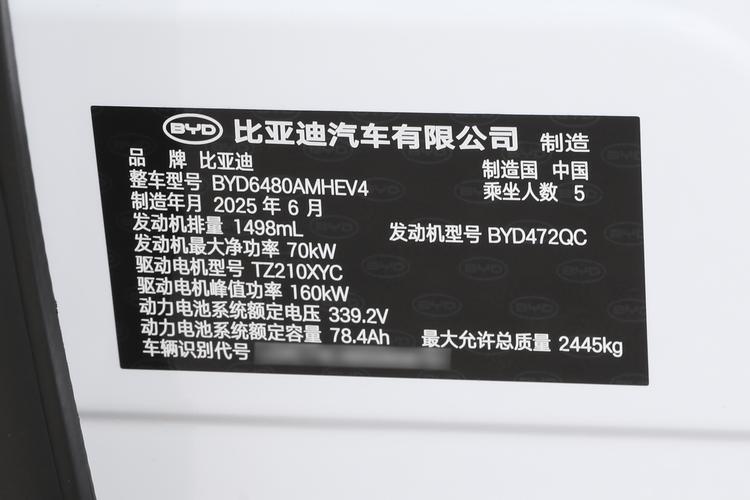 BYD 比亚迪汽车有限公司 制造
品 牌 比亚迪 制造国 中国
整车型号 BYD6480AMHEV4 乘坐人数 5
制造年月 2025 年 6 月
发动机排量 1498mL 发动机型号 BYD472QC
发动机最大净功率 70kW
驱动电机型号 TZ210XYC
驱动电机峰值功率 160kW
动力电池系统额定电压 339.2V
动力电池系统额定容量 78.4Ah 最大允许总质量 2445kg
车辆识别代号